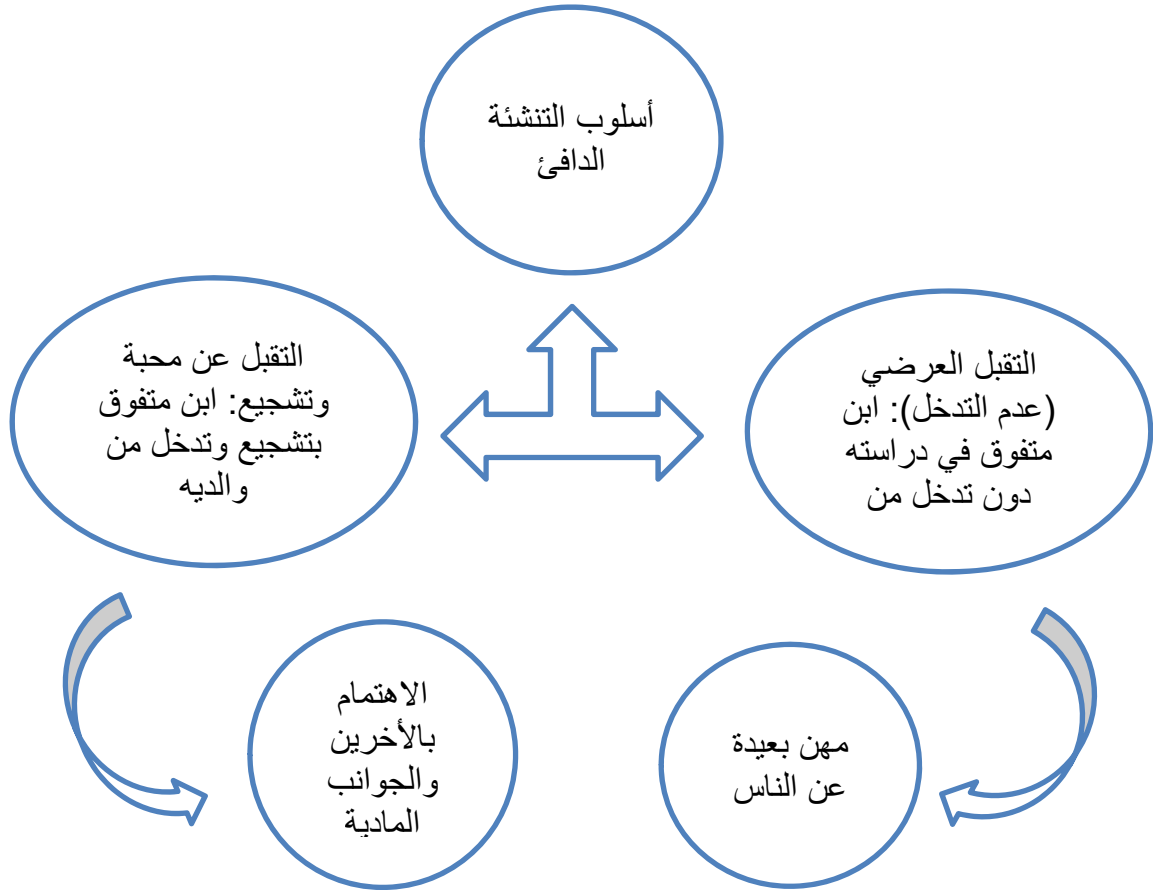 أسلوب التنشئة
الدافئ
التقبل العرضي
(عدم التدخل): ابن
متفوق في دراسته
دون تدخل من
التقبل عن محبة
وتشجيع: ابن متفوق
بتشجيع وتدخل من
والديه
مهن بعيدة
عن الناس
الاهتمام
بالأخرين
والجوانب
المادية